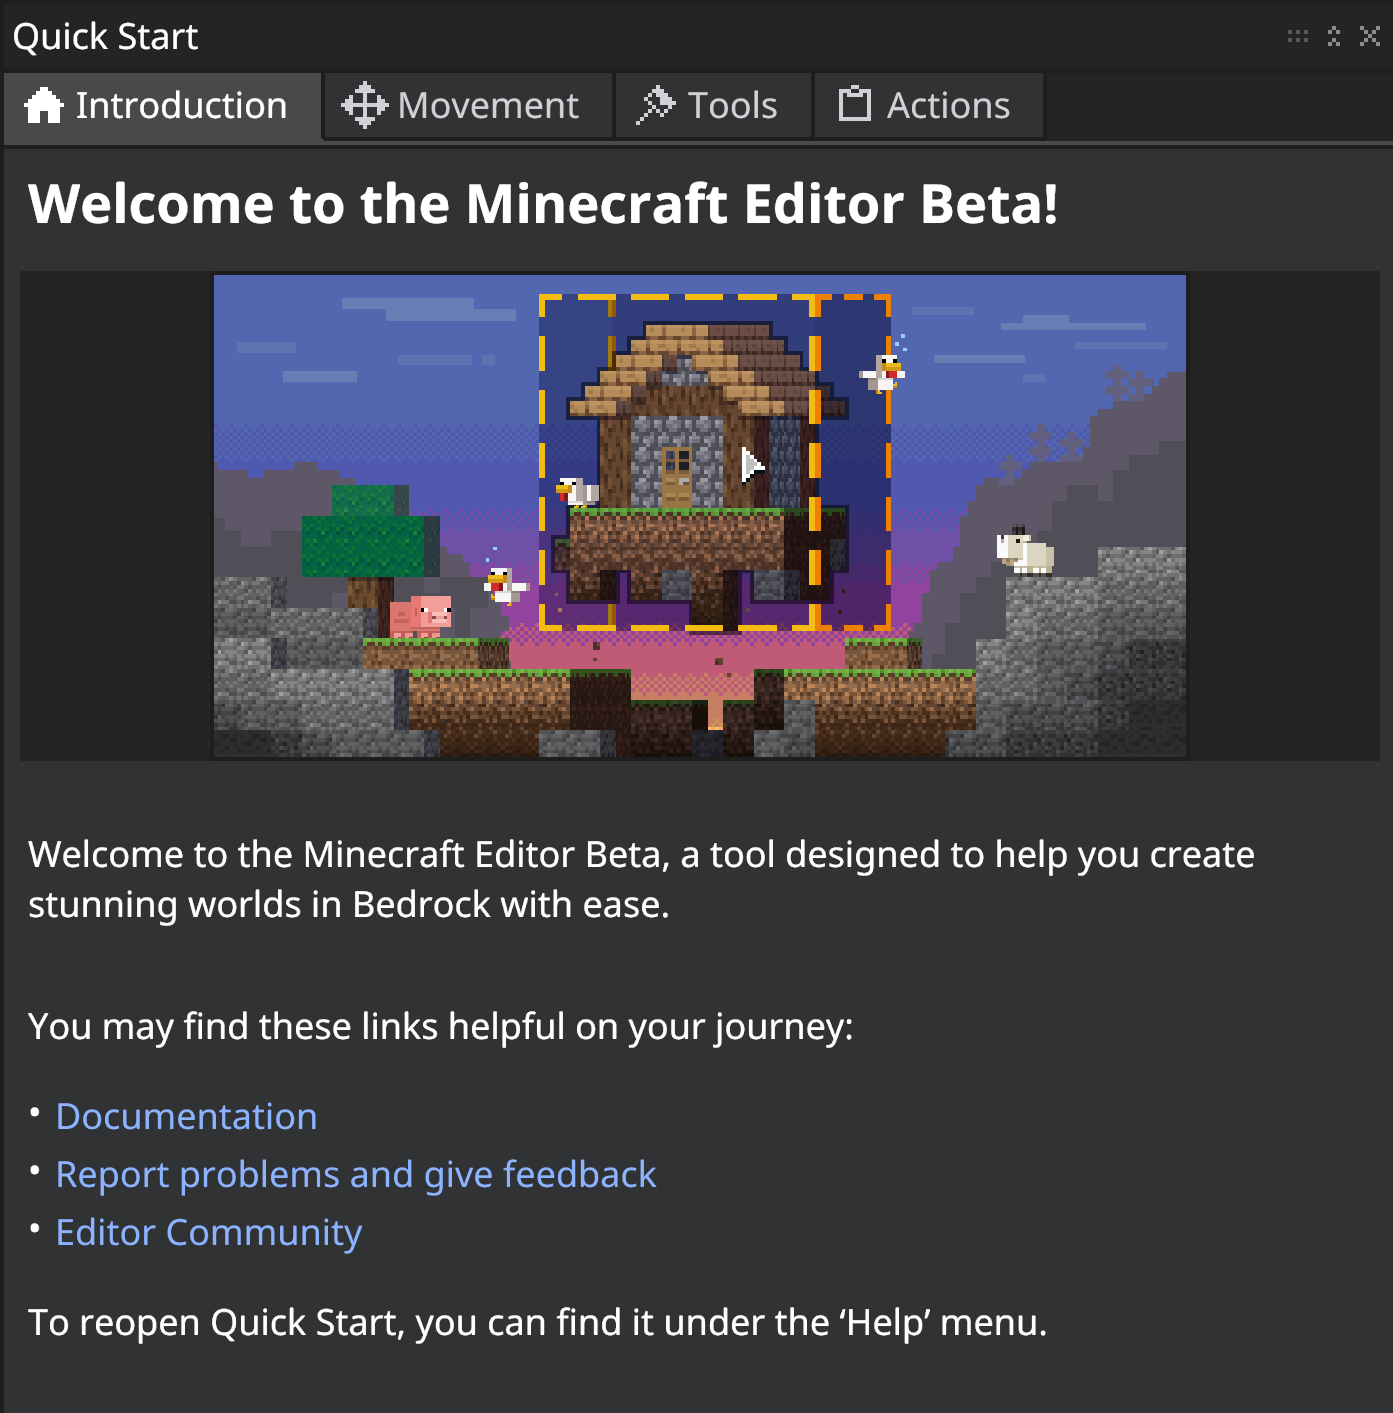 Quick Start
Introduction
Movement
Tools
Actions
Welcome to the Minecraft Editor Beta!
Welcome to the Minecraft Editor Beta, a tool designed to help you create
stunning worlds in Bedrock with ease.
You may find these links helpful on your journey:
• Documentation
• Report problems and give feedback
• Editor Community
To reopen Quick Start, you can find it under the ‘Help’ menu.